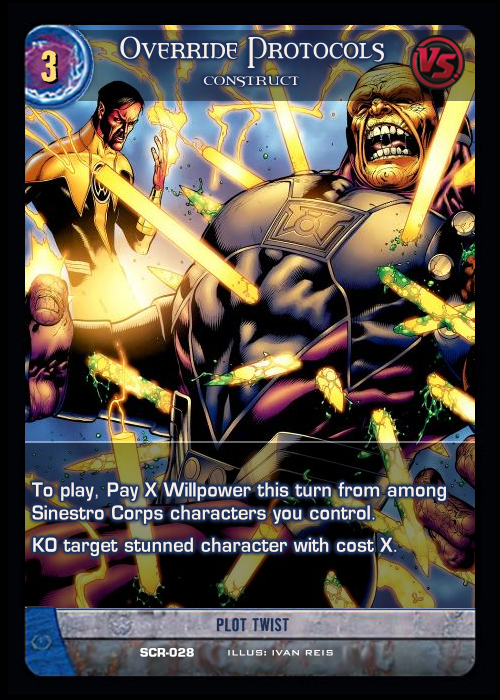 3
OVERRIDE PROTOCOLS
VS.
CONSTRUCT
To play, Pay X Willpower this turn from among
Sinestro Corps characters you control.
KO target stunned character with cost X.
PLOT TWIST
SCR-028 ILLUS: IVAN REIS